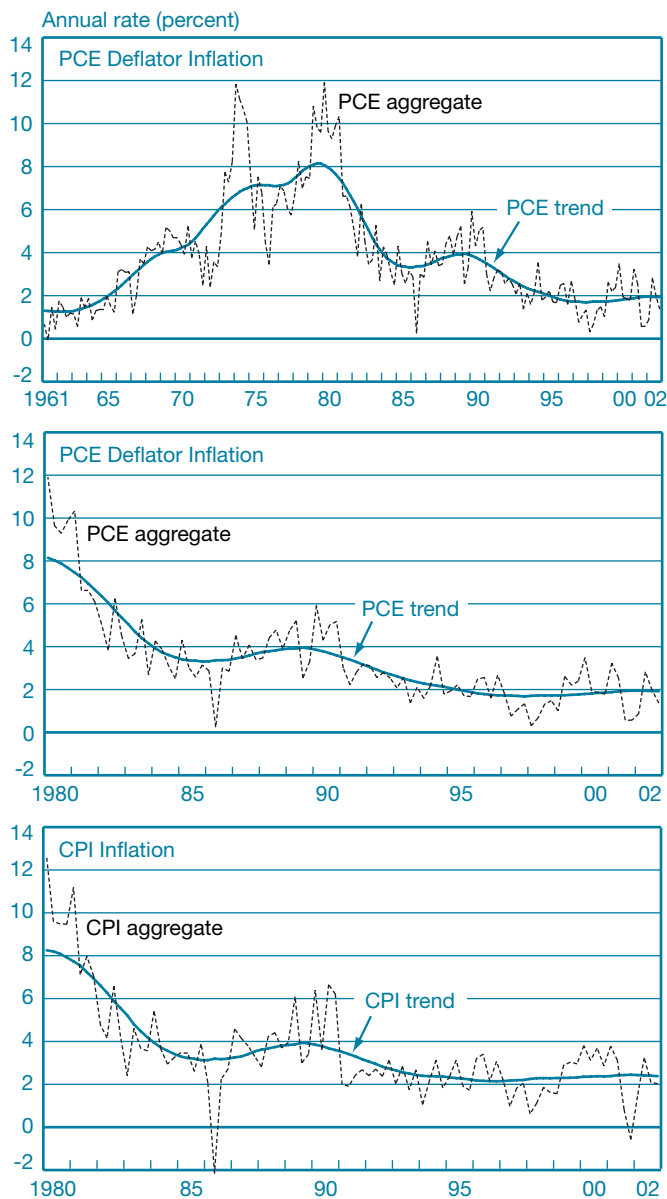 Annual rate (percent)
14
PCE Deflator Inflation
12
PCE aggregate
10
8
PCE trend
6
4
2
0
-2
1961 65 70 75 80 85 90 95 00 02
14
PCE Deflator Inflation
12
10
PCE aggregate
8
6
PCE trend
4
2
0
-2
1980 85 90 95 00 02
14
CPI Inflation
12
10
CPI aggregate
8
6
CPI trend
4
2
0
-2
1980 85 90 95 00 02